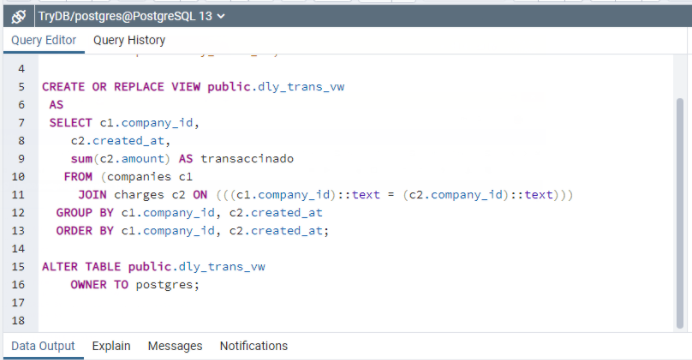 TryDB/postgres@PostgreSQL 13
Query Editor Query History
4
5 CREATE OR REPLACE VIEW public.dly_trans_vw
6 AS
7 SELECT c1.company_id,
8 c2.created_at,
9 sum(c2.amount) AS transaccinado
10 FROM (companies c1
11 JOIN charges c2 ON (((c1.company_id)::text = (c2.company_id)::text)))
12 GROUP BY c1.company_id, c2.created_at
13 ORDER BY c1.company_id, c2.created_at;
14
15 ALTER TABLE public.dly_trans_vw
16 OWNER TO postgres;
17
18
Data Output Explain Messages Notifications